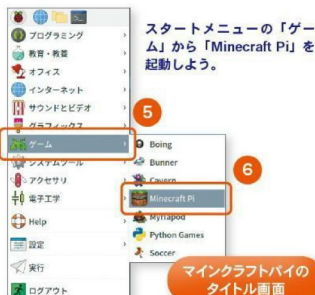 スタートメニューの「ゲー
ム」から「Minecraft Pi」を
起動しよう。
プログラミング
教育・教養
オフィス
インターネット
サウンドとビデオ
5
グラフィックス
ゲーム
システムツール
アクセサリ
電子工学
Help
設定
実行
ログアウト
Boing
Bunner
6
Cavern
Minecraft Pi
Myriapod
Python Games
Soccer
マインクラフトパイの
タイトル画面